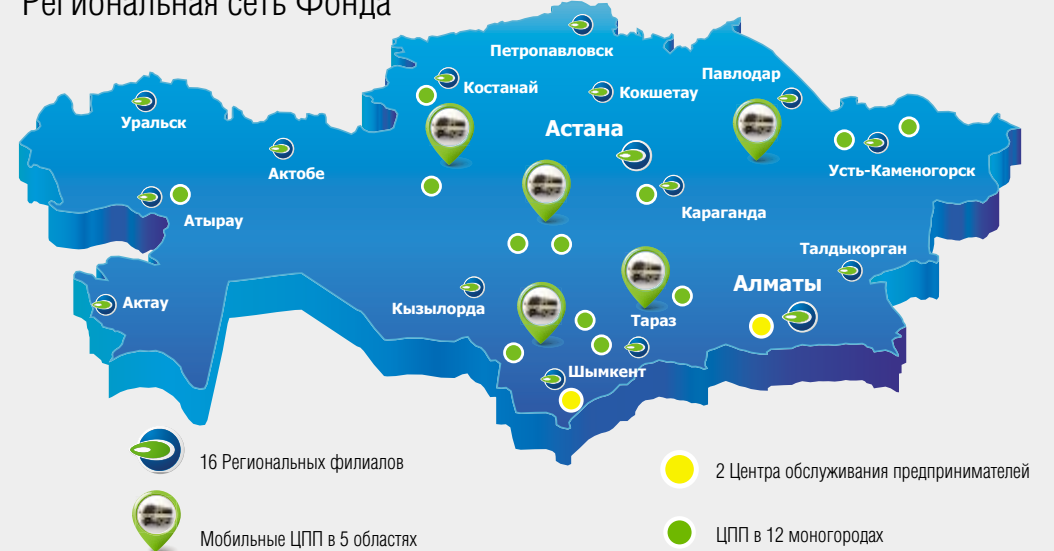 Региональная сеть Фонда
Петропавловск
Костанай
Кокшетау
Павлодар
Уральск
Астана
Актобе
Усть-Каменогорск
Атырау
Караганда
Талдыкорган
Актау
Кызылорда
Алматы
Тараз
Шымкент
16 Региональных филиалов
2 Центра обслуживания предпринимателей
Мобильные ЦПП в 5 областях
ЦПП в 12 моногородах